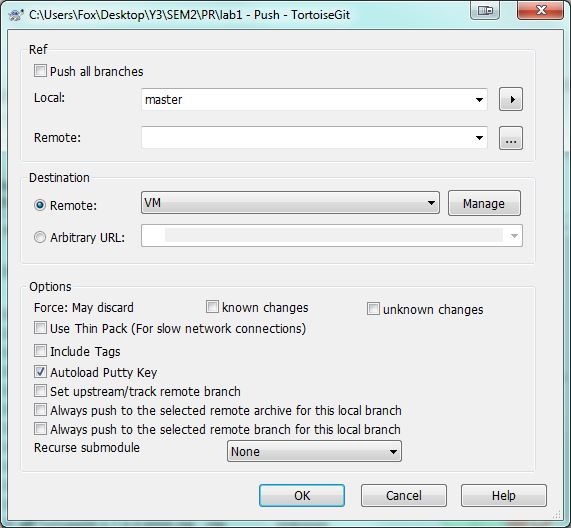 C:\Users\Fox\Desktop\Y3\SEM2\PR\lab1 - Push - TortoiseGit
Ref
Push all branches
Local:
master
Remote:
...
Destination
Remote:
VM
Manage
Arbitrary URL:
Options
Force: May discard
known changes
unknown changes
Use Thin Pack (For slow network connections)
Include Tags
Autoload Putty Key
Set upstream/track remote branch
Always push to the selected remote archive for this local branch
Always push to the selected remote branch for this local branch
Recurse submodule
None
OK
Cancel
Help